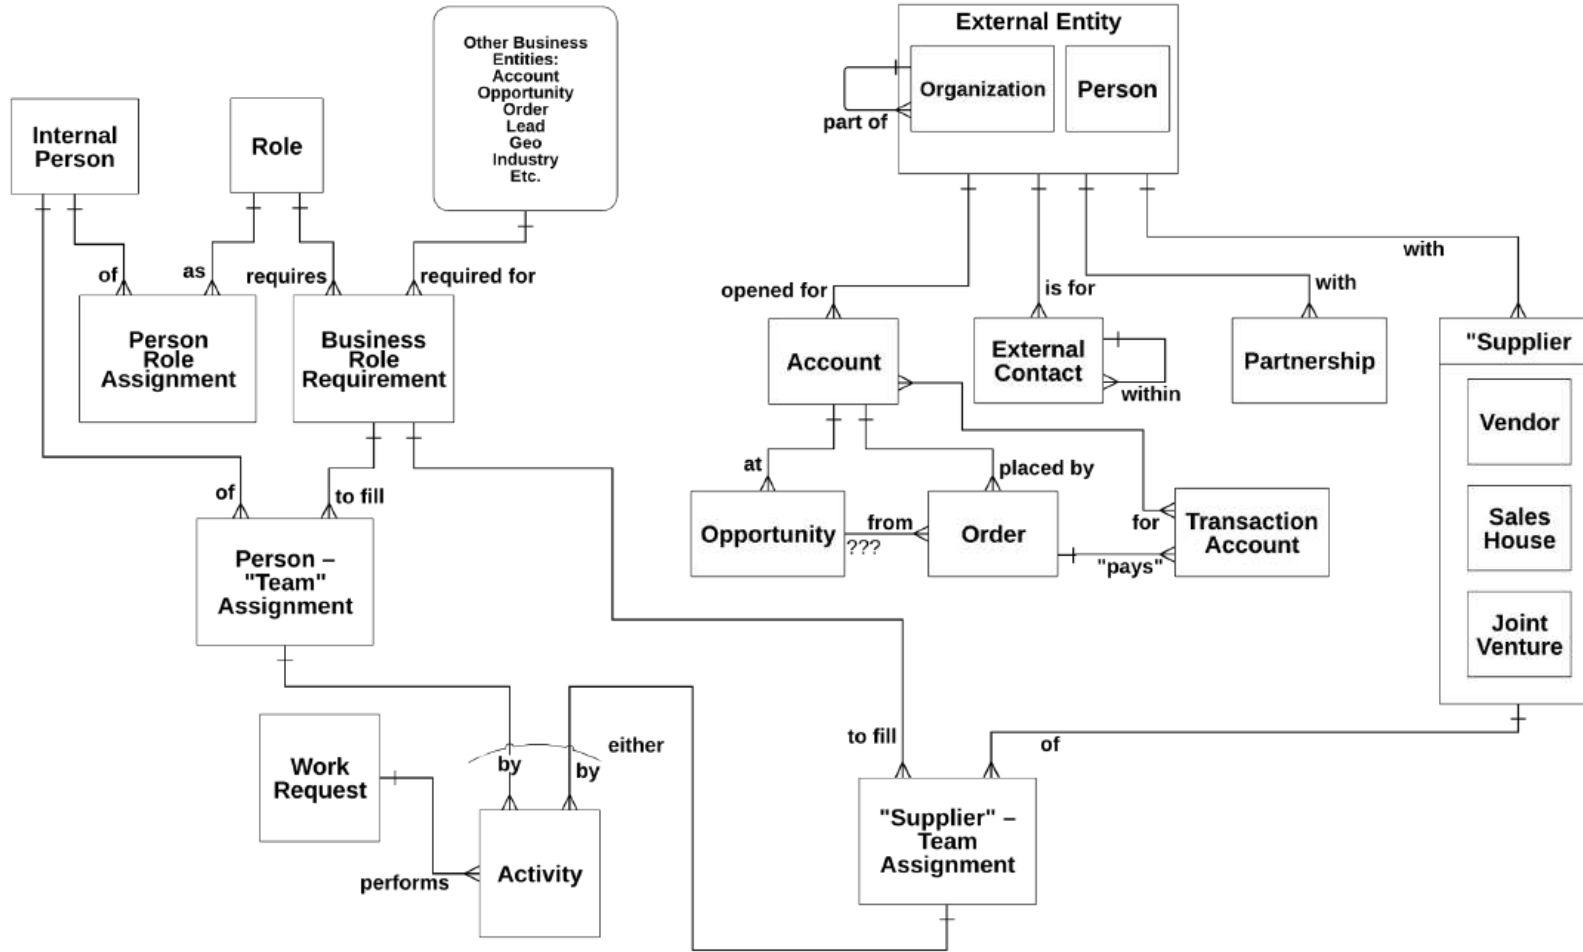 External Entity
Organization
Person
part of
Other Business
Entities:
Account
Opportunity
Order
Lead
Geo
Industry
Etc.
Internal
Person
Role
of
as
requires
required for
Person
Role
Assignment
Business
Role
Requirement
of
to fill
Person –
"Team"
Assignment
opened for
is for
with
with
Account
External
Contact
within
Partnership
"Supplier
Vendor
Sales
House
Joint
Venture
at
placed by
Opportunity
from
???
Order
for
"pays"
Transaction
Account
Work
Request
performs
by
by
either
Activity
to fill
of
"Supplier" –
Team
Assignment